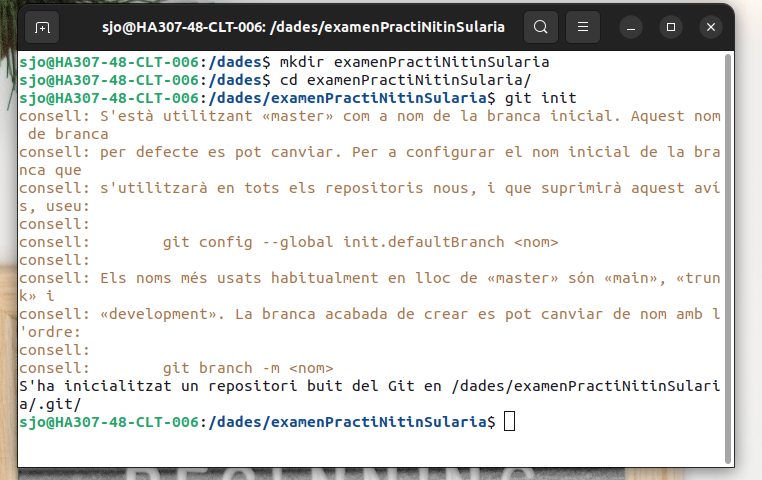 sjo@HA307-48-CLT-006: /dades/examenPractiNitinSularia
sjo@HA307-48-CLT-006:/dades$ mkdir examenPractiNitinSularia
sjo@HA307-48-CLT-006:/dades$ cd examenPractiNitinSularia/
sjo@HA307-48-CLT-006:/dades/examenPractiNitinSularia$ git init
consell: S'està utilitzant «master» com a nom de la branca inicial. Aquest nom
 de branca
consell: per defecte es pot canviar. Per a configurar el nom inicial de la bra
nca que
consell: s'utilitzarà en tots els repositoris nous, i que suprimirà aquest aví
s, useu:
consell:
consell:        git config --global init.defaultBranch <nom>
consell:
consell: Els noms més usats habitualment en lloc de «master» són «main», «trun
k» i
consell: «development». La branca acabada de crear es pot canviar de nom amb l
'ordre:
consell:
consell:        git branch -m <nom>
S'ha inicialitzat un repositori buit del Git en /dades/examenPractiNitinSulari
a/.git/
sjo@HA307-48-CLT-006:/dades/examenPractiNitinSularia$
BEGINNING